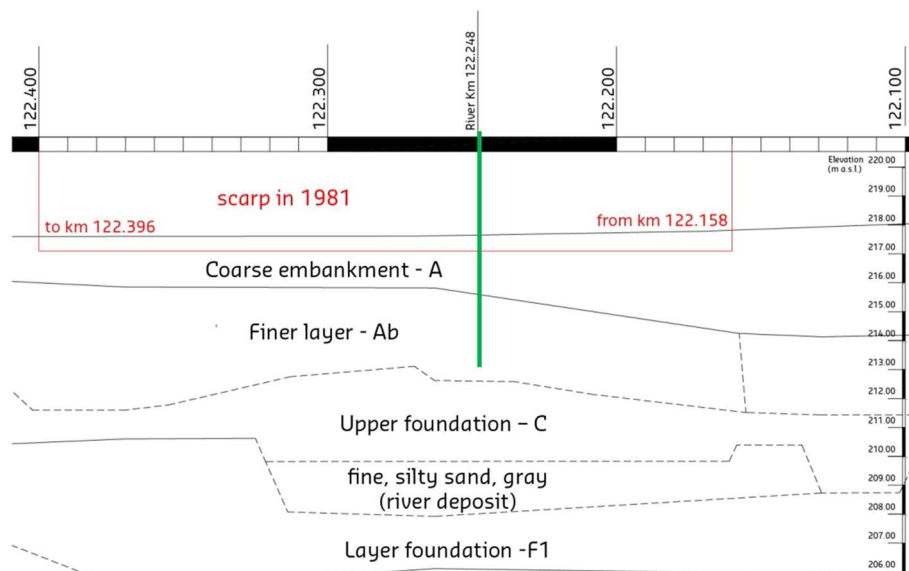 122.400
122.300
River Km 122.248
122.200
122.100
Elevation
(m a.s.l.)
220.00
219.00
218.00
217.00
216.00
215.00
214.00
213.00
212.00
211.00
210.00
209.00
208.00
207.00
206.00
scarp in 1981
to km 122.396
from km 122.158
Coarse embankment - A
Finer layer - Ab
Upper foundation – C
fine, silty sand, gray
(river deposit)
Layer foundation -F1